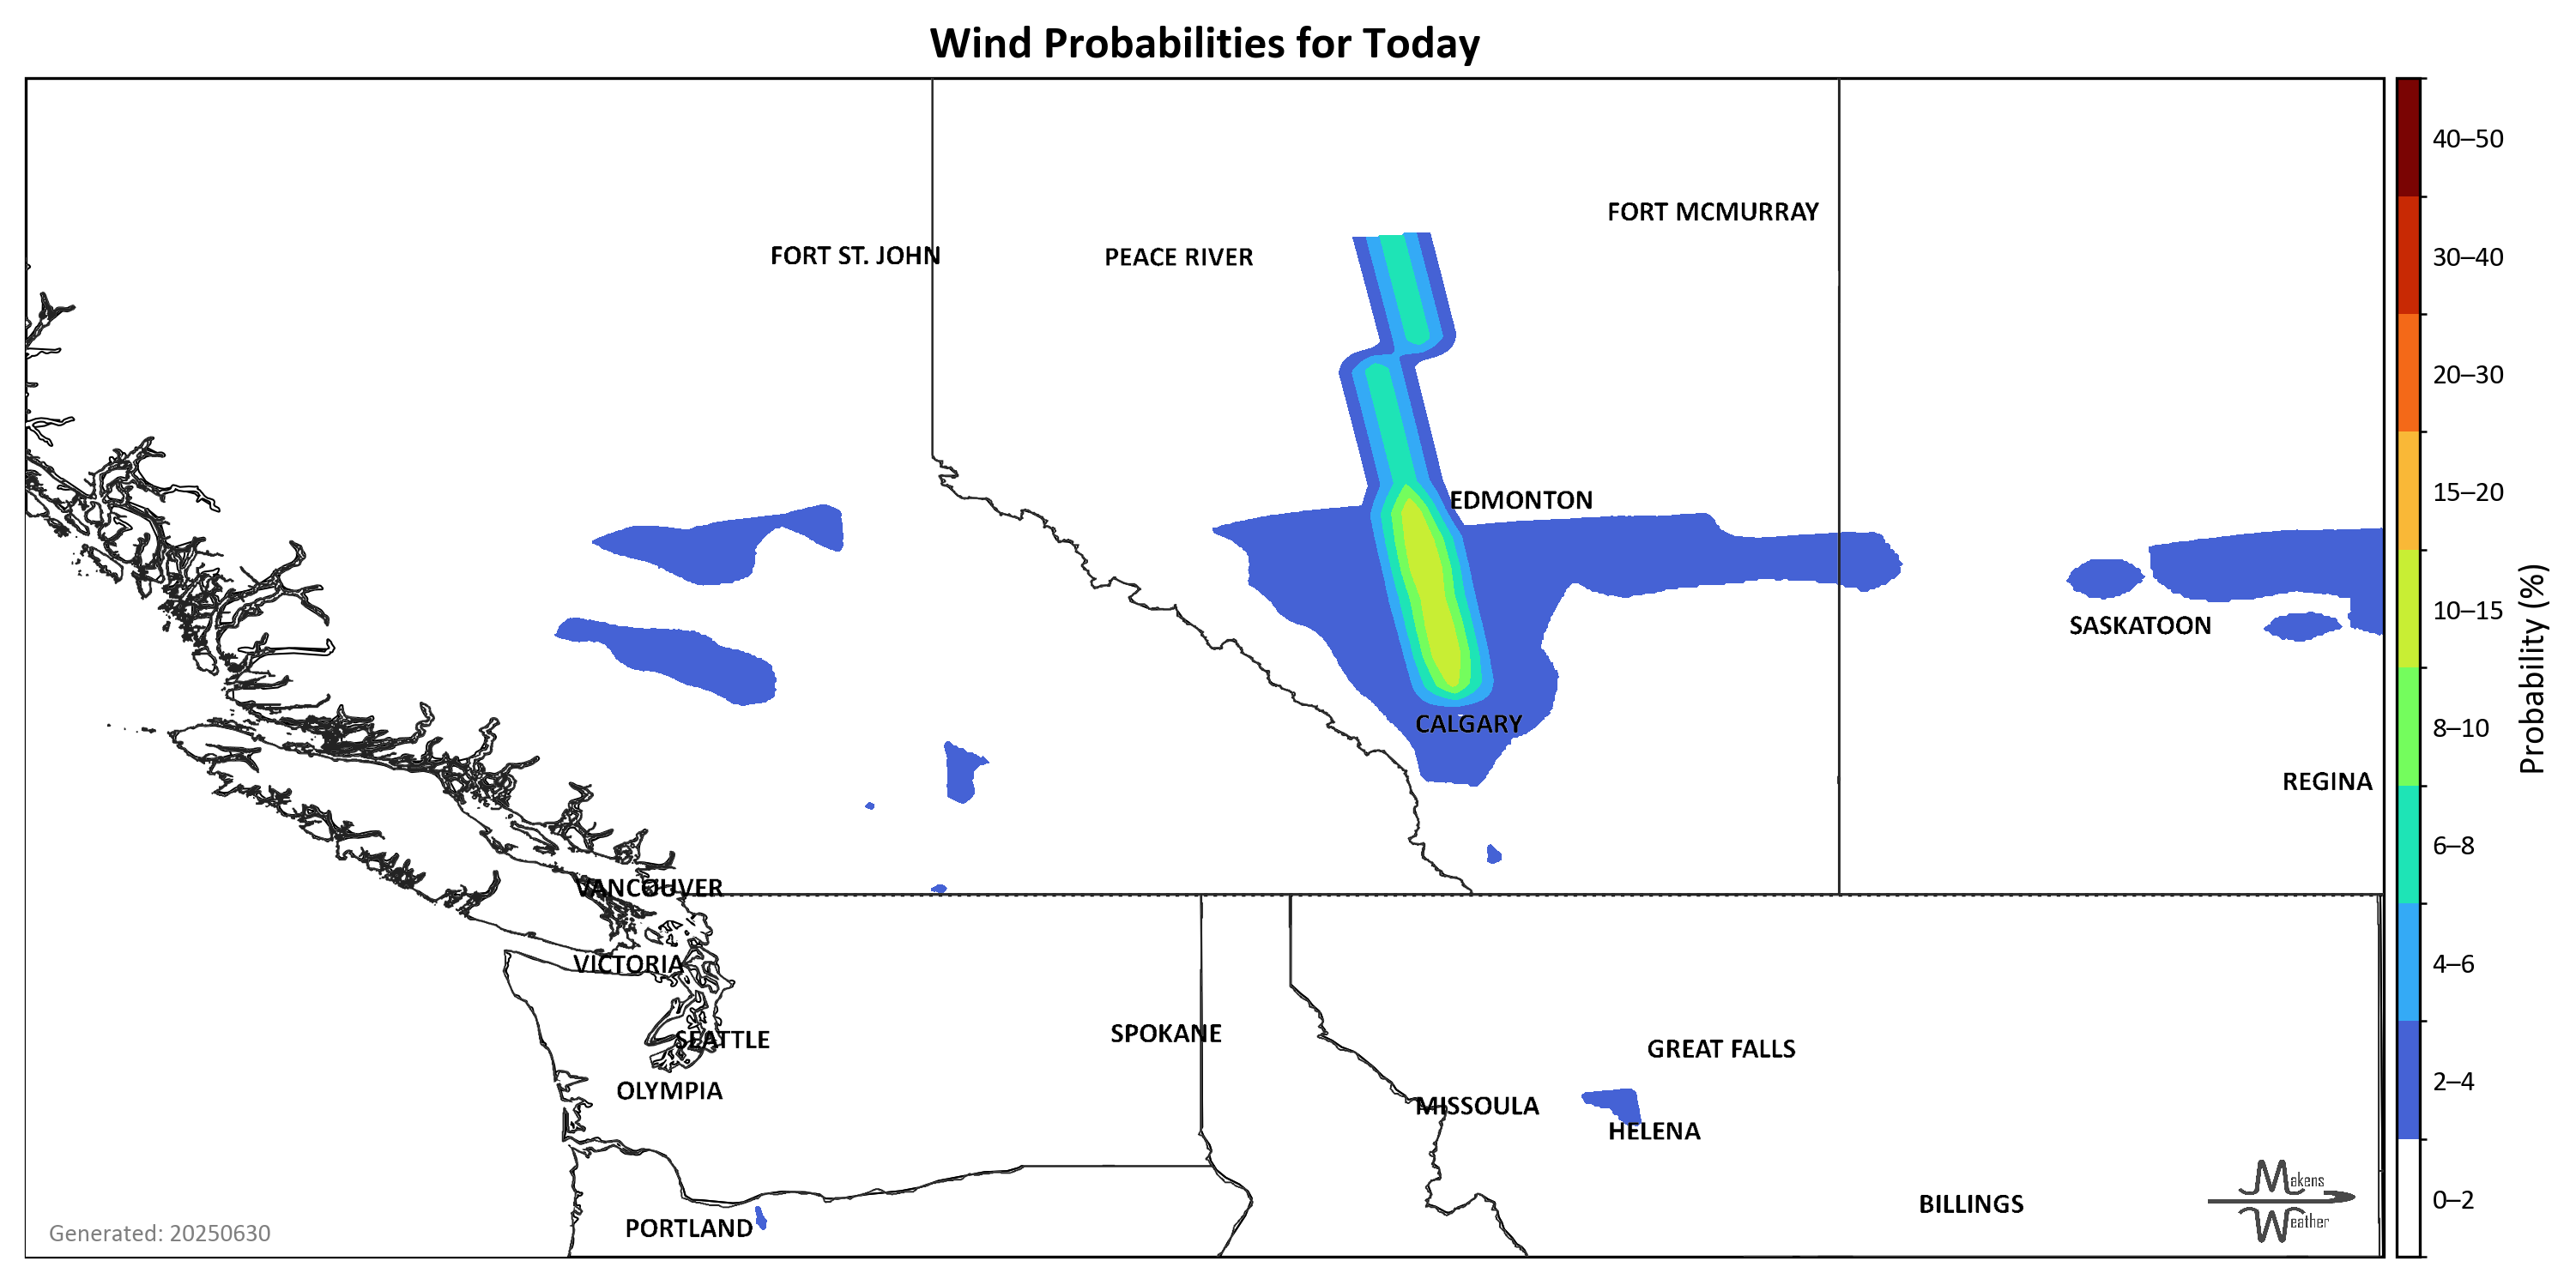 Wind Probabilities for Today
FORT MCMURRAY
FORT ST. JOHN
PEACE RIVER
EDMONTON
SASKATOON
CALGARY
REGINA
VANCOUVER
VICTORIA
SEATTLE
SPOKANE
GREAT FALLS
OLYMPIA
MISSOULA
HELENA
BILLINGS
PORTLAND
Generated: 20250630
Makens
Weather
40–50
30–40
20–30
15–20
10–15
8–10
6–8
4–6
2–4
0–2
Probability (%)